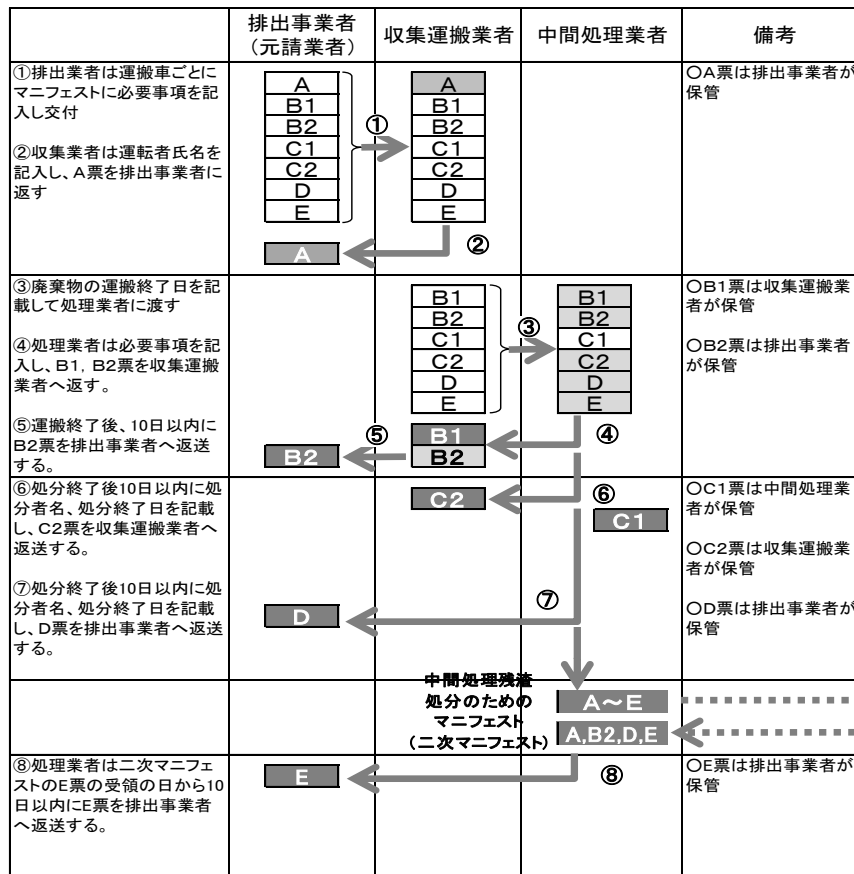 排出事業者
（元請業者）
収集運搬業者
中間処理業者
備考
①排出業者は運搬車ごとに
マニフェストに必要事項を記
入し交付
②収集業者は運転者氏名を
記入し、A票を排出事業者に
返す
A
B1
B2
C1
C2
D
E
①
A
B1
B2
C1
C2
D
E
A
②
○A票は排出事業者が
保管
③廃棄物の運搬終了日を記
載して処理業者に渡す
④処理業者は必要事項を記
入し、B1，B2票を収集運搬
業者へ返す。
⑤運搬終了後、10日以内に
B2票を排出事業者へ返送
する。
B1
B2
C1
C2
D
E
③
B1
B2
C1
C2
D
E
B2
⑤
B1
B2
④
○B1票は収集運搬業
者が保管
○B2票は排出事業者
が保管
⑥処分終了後10日以内に処
分者名、処分終了日を記載
し、C2票を収集運搬業者へ
返送する。
⑦処分終了後10日以内に処
分者名、処分終了日を記載
し、D票を排出事業者へ返送
する。
C2
⑥
C1
D
⑦
○C1票は中間処理業
者が保管
○C2票は収集運搬業
者が保管
○D票は排出事業者が
保管
中間処理残渣
処分のための
マニフェスト
（二次マニフェスト）
A～E
A,B2,D,E
⑧処理業者は二次マニフェ
ストのE票の受領の日から10
日以内にE票を排出事業者
へ返送する。
E
⑧
○E票は排出事業者が
保管